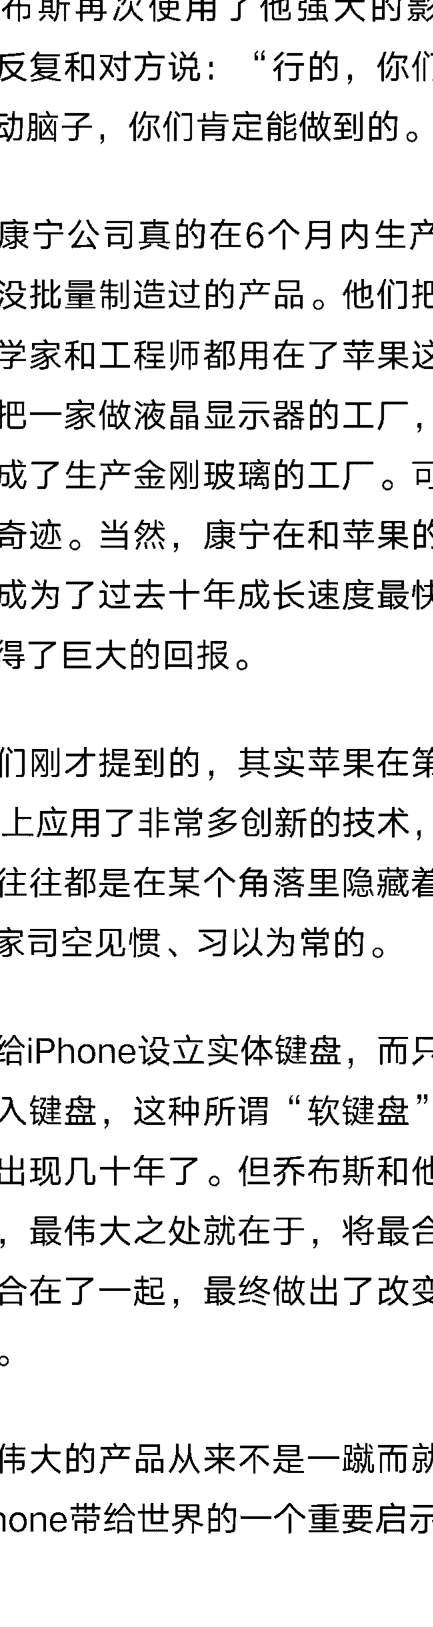 布斯再次使用了他强大的影
反复和对方说：“行的，你们
动脑子，你们肯定能做到的。
康宁公司真的在6个月内生产
没批量制造过的产品。他们把
学家和工程师都用在了苹果这
把一家做液晶显示器的工厂，
成了生产金刚玻璃的工厂。可
奇迹。当然，康宁在和苹果的
成为了过去十年成长速度最快
得了巨大的回报。
们刚才提到的，其实苹果在第
上应用了非常多创新的技术，
往往都是在某个角落里隐藏着
家司空见惯、习以为常的。
给iPhone设立实体键盘，而只
入键盘，这种所谓“软键盘”
出现几十年了。但乔布斯和他
，最伟大之处就在于，将最合
合在了一起，最终做出了改变
。
伟大的产品从来不是一蹴而就
hone带给世界的一个重要启示